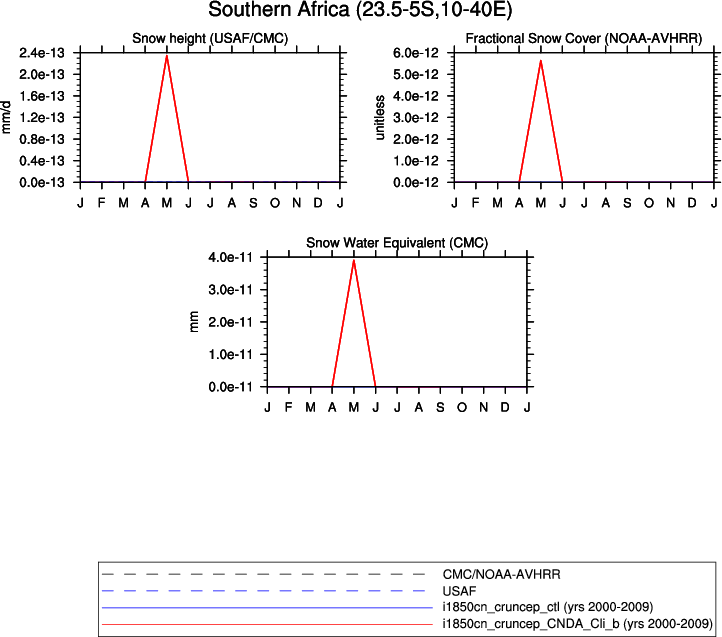 Southern Africa (23.5-5S,10-40E)
Snow height (USAF/CMC)
2.4e-13
2.0e-13
1.6e-13
1.2e-13
0.8e-13
0.4e-13
0.0e-13
mm/d
J F M A M J J A S O N D J
Fractional Snow Cover (NOAA-AVHRR)
6.0e-12
5.0e-12
4.0e-12
3.0e-12
2.0e-12
1.0e-12
0.0e-12
unitless
J F M A M J J A S O N D J
Snow Water Equivalent (CMC)
4.0e-11
3.0e-11
2.0e-11
1.0e-11
0.0e-11
mm
J F M A M J J A S O N D J
CMC/NOAA-AVHRR
USAF
i1850cn_cruncep_ctl (yrs 2000-2009)
i1850cn_cruncep_CNDA_Cli_b (yrs 2000-2009)